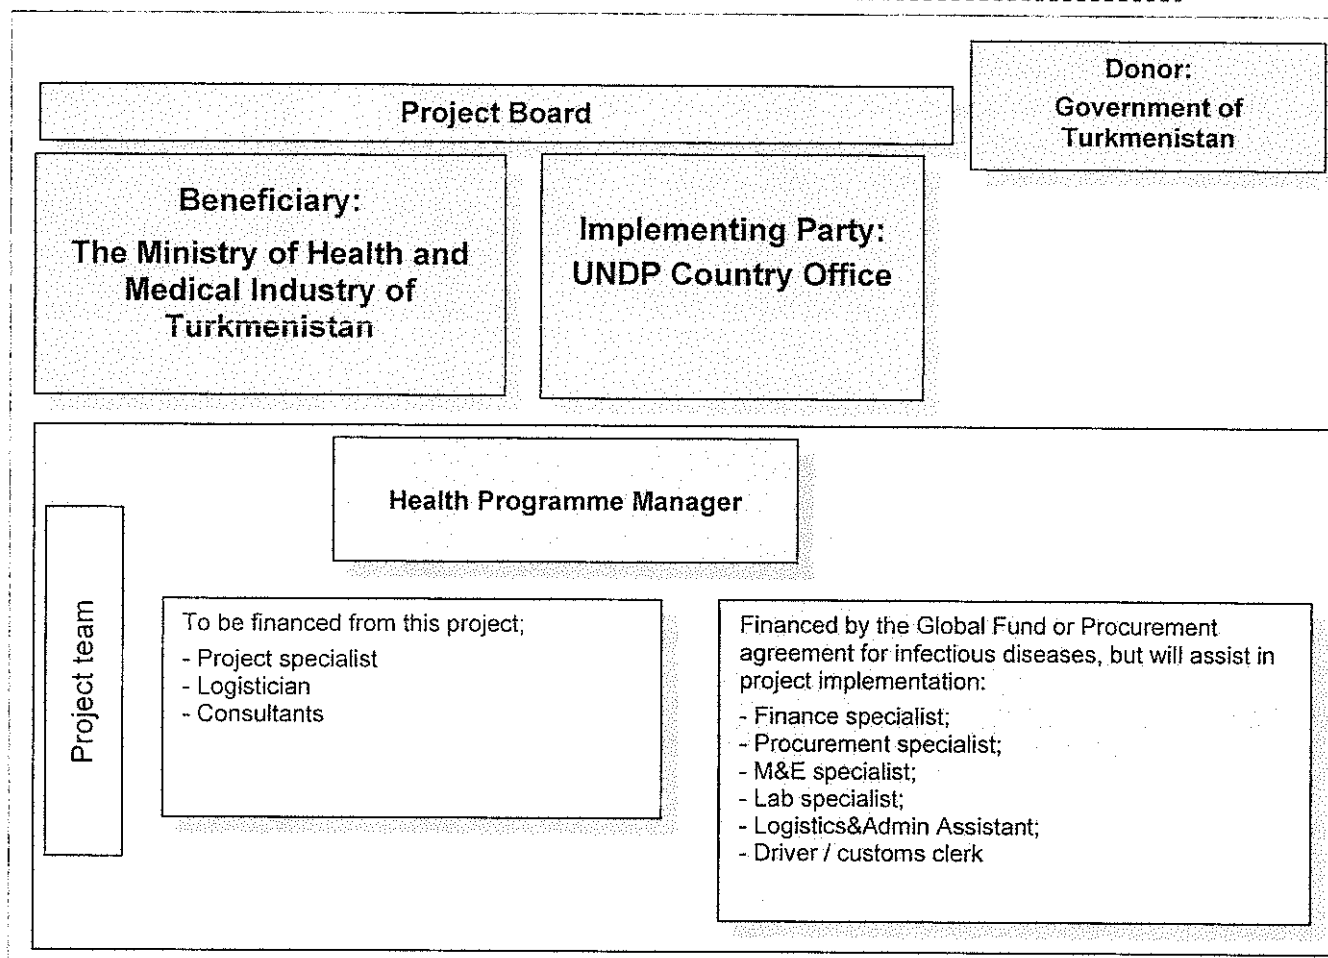 Project Board
Donor:
Government of
Turkmenistan
Beneficiary:
The Ministry of Health and
Medical Industry of
Turkmenistan
Implementing Party:
UNDP Country Office
Health Programme Manager
Project team
To be financed from this project;
- Project specialist
- Logistician
- Consultants
Financed by the Global Fund or Procurement
agreement for infectious diseases, but will assist in
project implementation:
- Finance specialist;
- Procurement specialist;
- M&E specialist;
- Lab specialist;
- Logistics&Admin Assistant;
- Driver / customs clerk